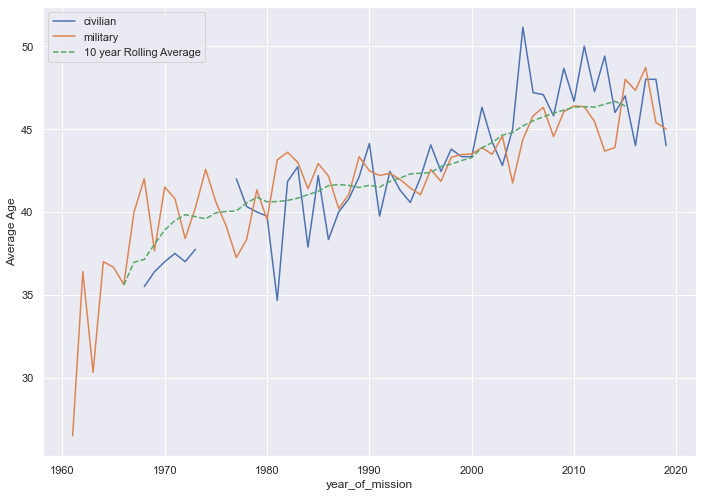 civilian
military
10 year Rolling Average
Average Age
50
45
40
35
30
1960 1970 1980 1990 2000 2010 2020
year_of_mission